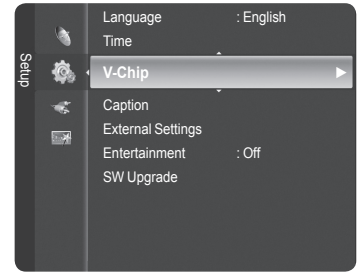 Setup
Language : English
Time
V-Chip
Caption
External Settings
Entertainment : Off
SW Upgrade